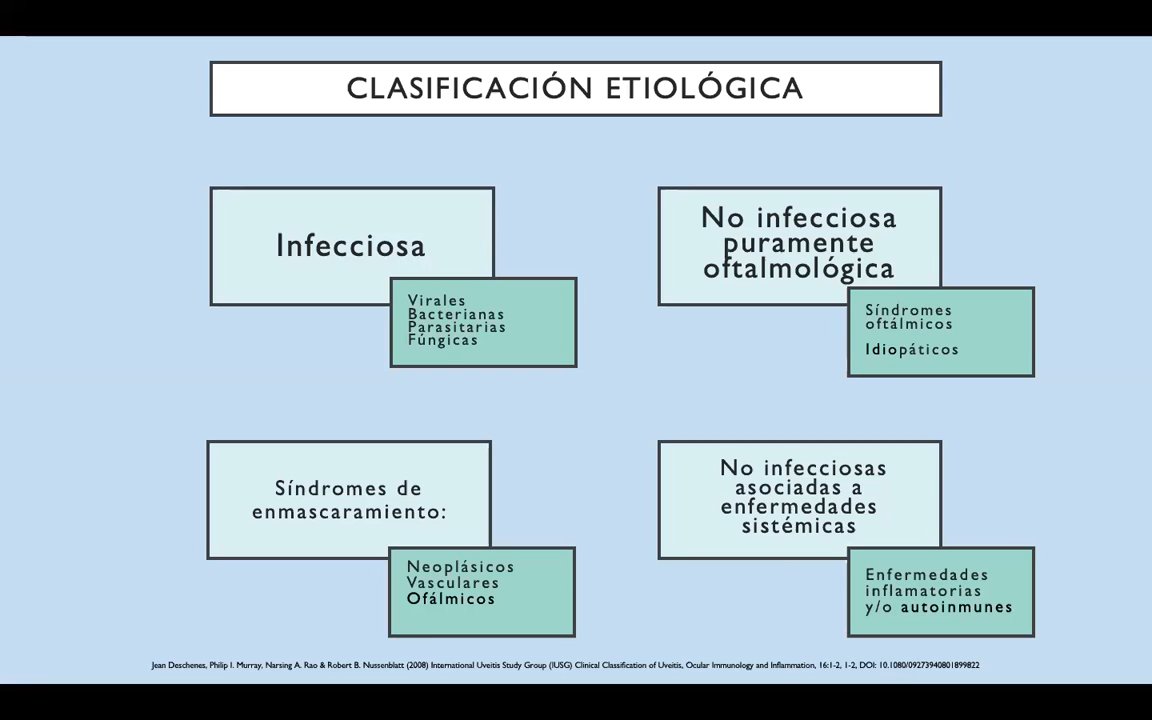 CLASIFICACIÓN ETIOLÓGICA
Infecciosa
Virales
Bacterianas
Parasitarias
Fúngicas
No infecciosa
puramente
oftalmológica
Síndromes
oftálmicos
Idiopáticos
Síndromes de
enmascaramiento:
Neoplásicos
Vasculares
Ofálmicos
No infecciosas
asociadas a
enfermedades
sistémicas
Enfermedades
inflamatorias
y/o autoinmunes
Jean Deschenes, Philip I. Murray, Narsing A. Rao & Robert B. Nussenblatt (2008) International Uveitis Study Group (IUSG) Clinical Classification of Uveitis, Ocular Immunology and Inflammation, 16:1-2, 1-2, DOI: 10.1080/09273940801899822